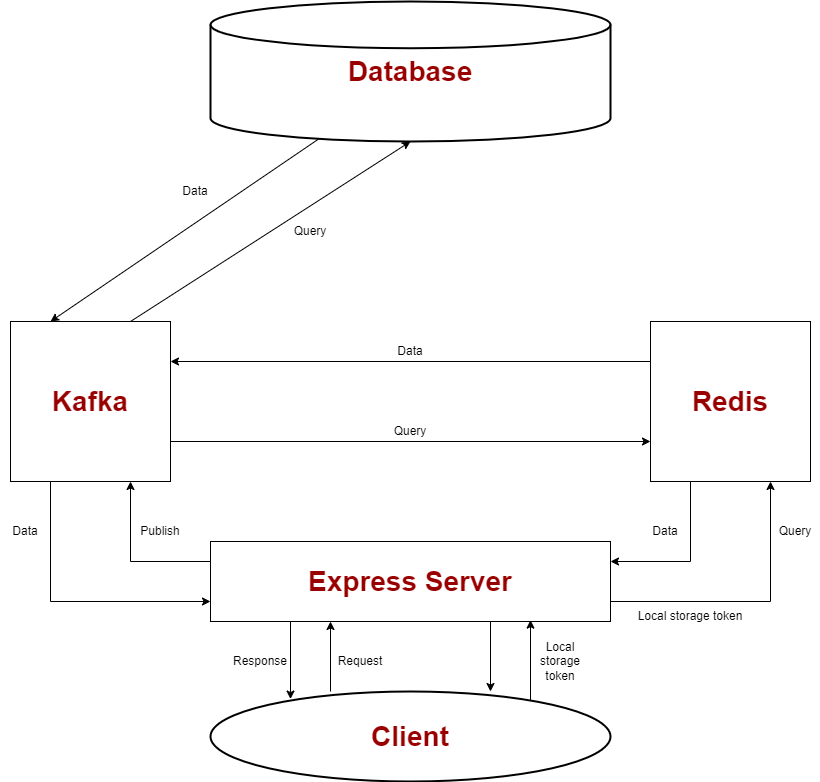 Database
Data
Query
Data
Kafka
Redis
Query
Data
Publish
Data
Query
Express Server
Local storage token
Response
Request
Local
storage
token
Client